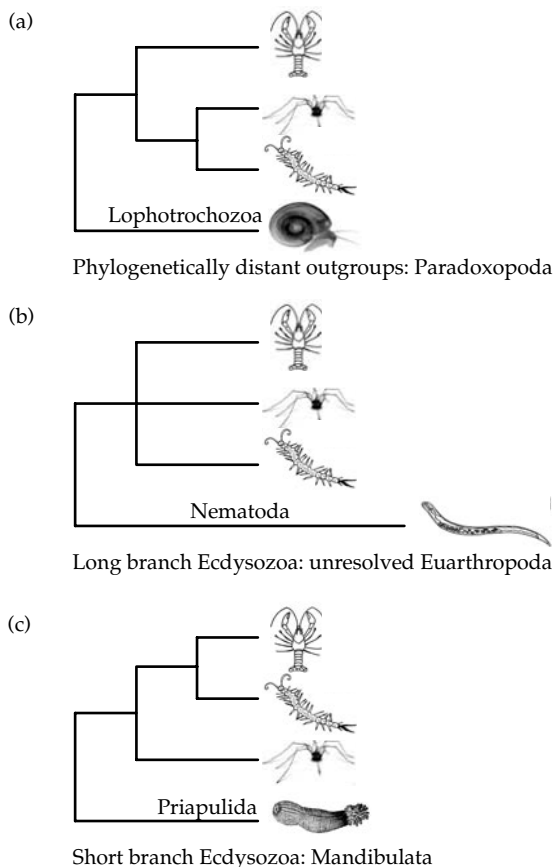 (a)
Lophotrochozoa
Phylogenetically distant outgroups: Paradoxopoda
(b)
Nematoda
Long branch Ecdysozoa: unresolved Euarthropoda
(c)
Priapulida
Short branch Ecdysozoa: Mandibulata